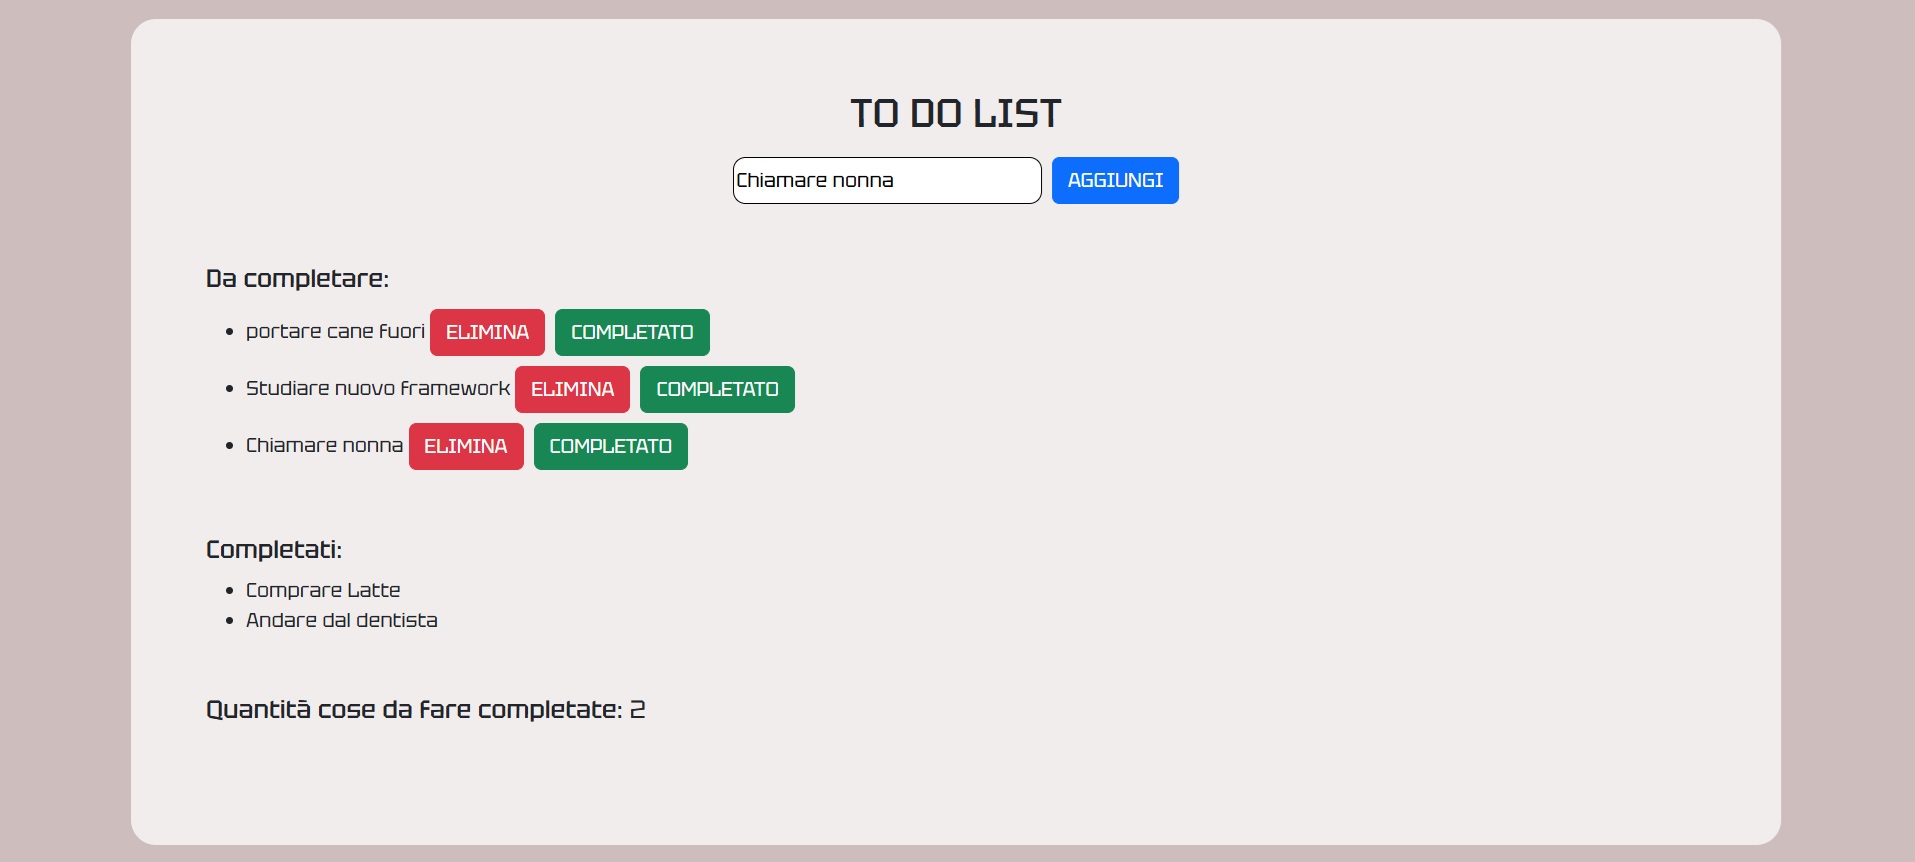 TO DO LIST
Chiamare nonna AGGIUNGI
Da completare:
portare cane fuori ELIMINA COMPLETATO
Studiare nuovo framework ELIMINA COMPLETATO
Chiamare nonna ELIMINA COMPLETATO
Completati:
Comprare Latte
Andare dal dentista
Quantità cose da fare completate: 2